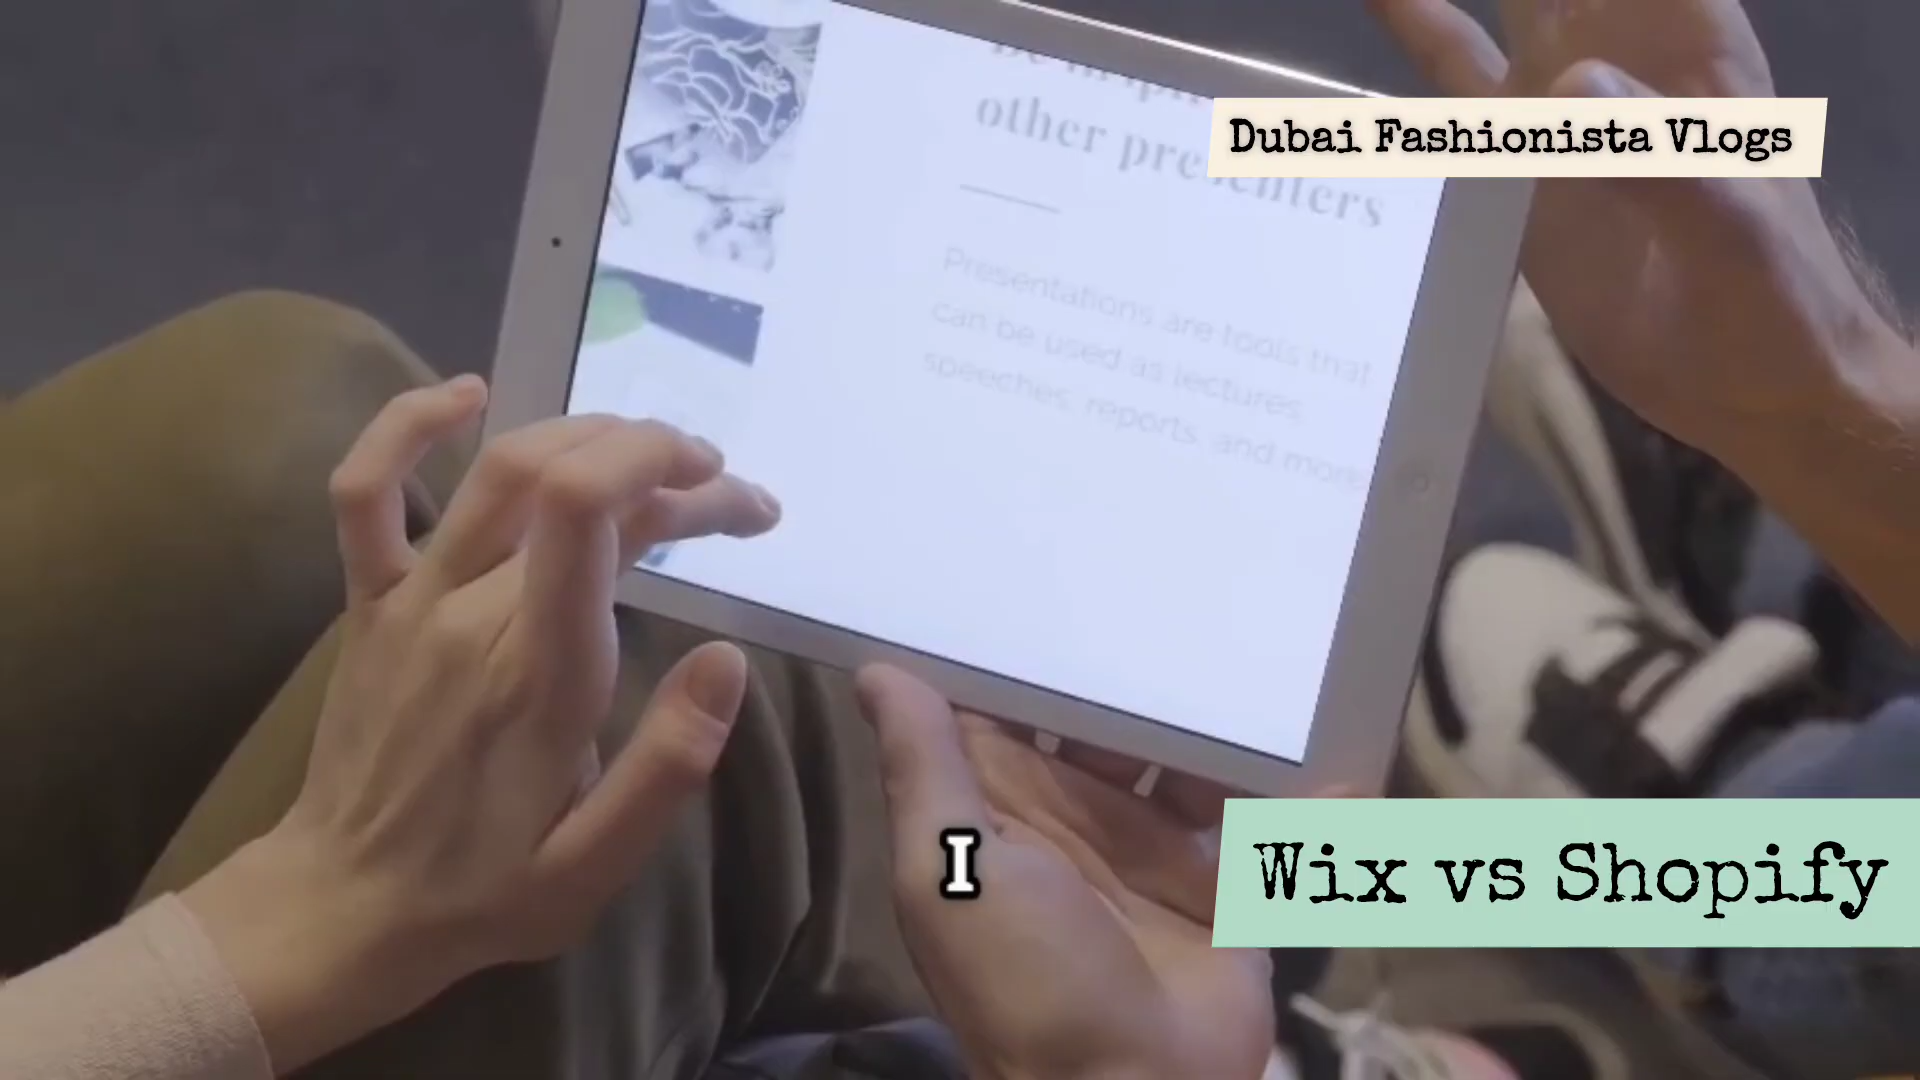 other presenters
Presentations are tools that
can be used as lectures,
speeches, reports, and more
Dubai Fashionista Vlogs
I
Wix vs Shopify